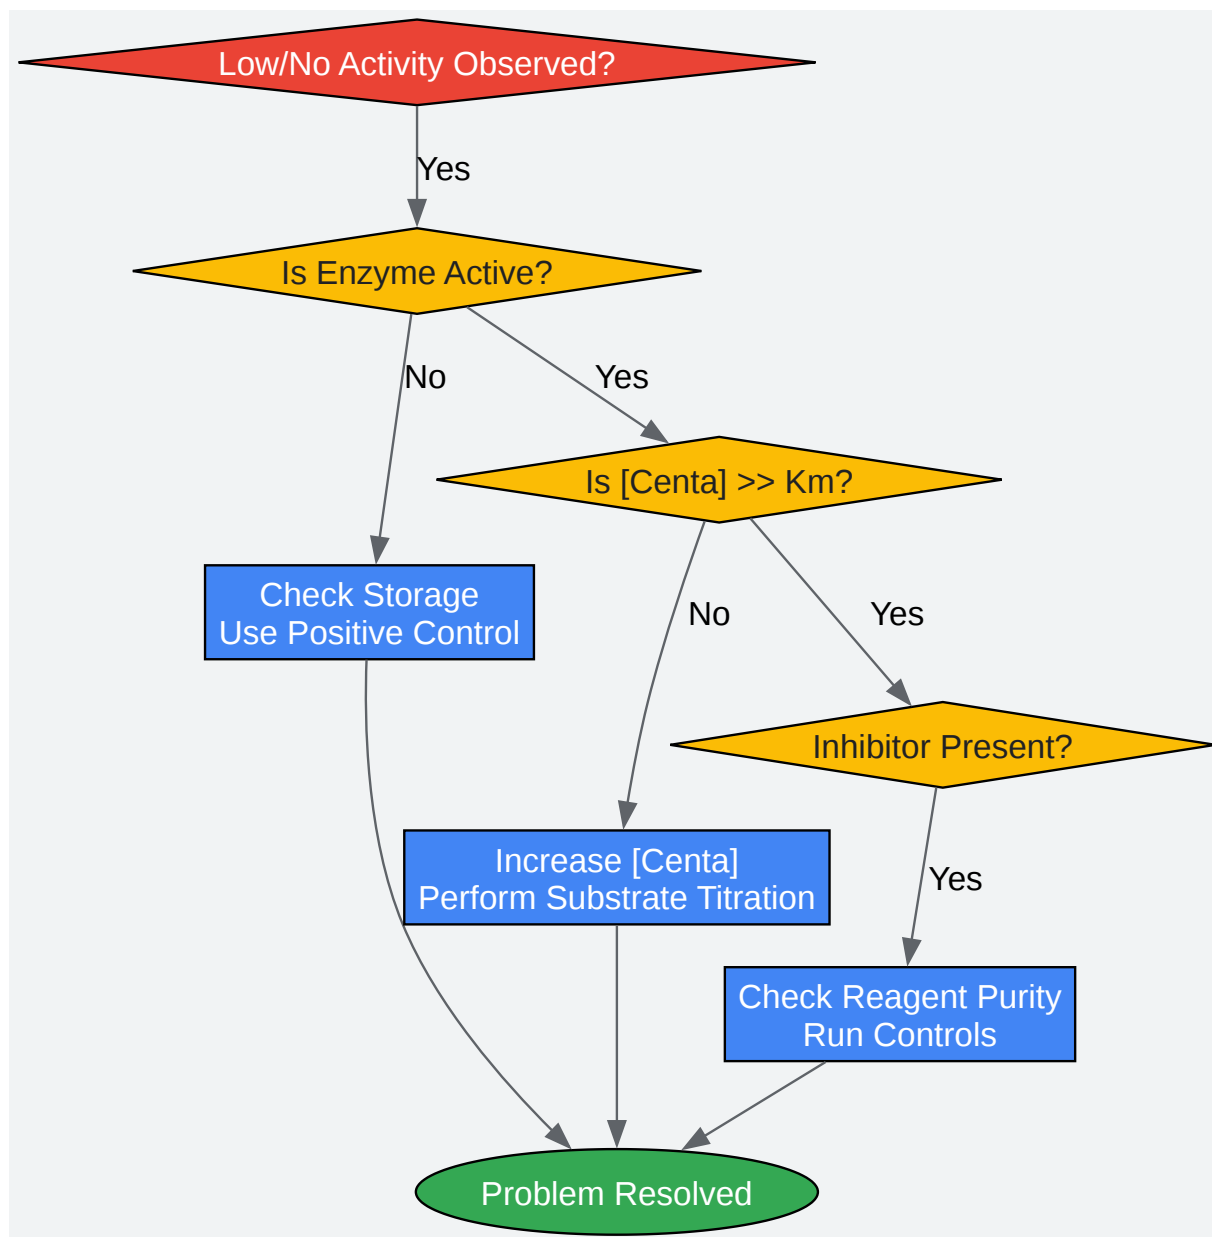 Low/No Activity Observed?
Yes
Is Enzyme Active?
No
Yes
Is [Centa] >> Km?
Check Storage
Use Positive Control
No
Yes
Inhibitor Present?
Increase [Centa]
Perform Substrate Titration
Yes
Check Reagent Purity
Run Controls
Problem Resolved